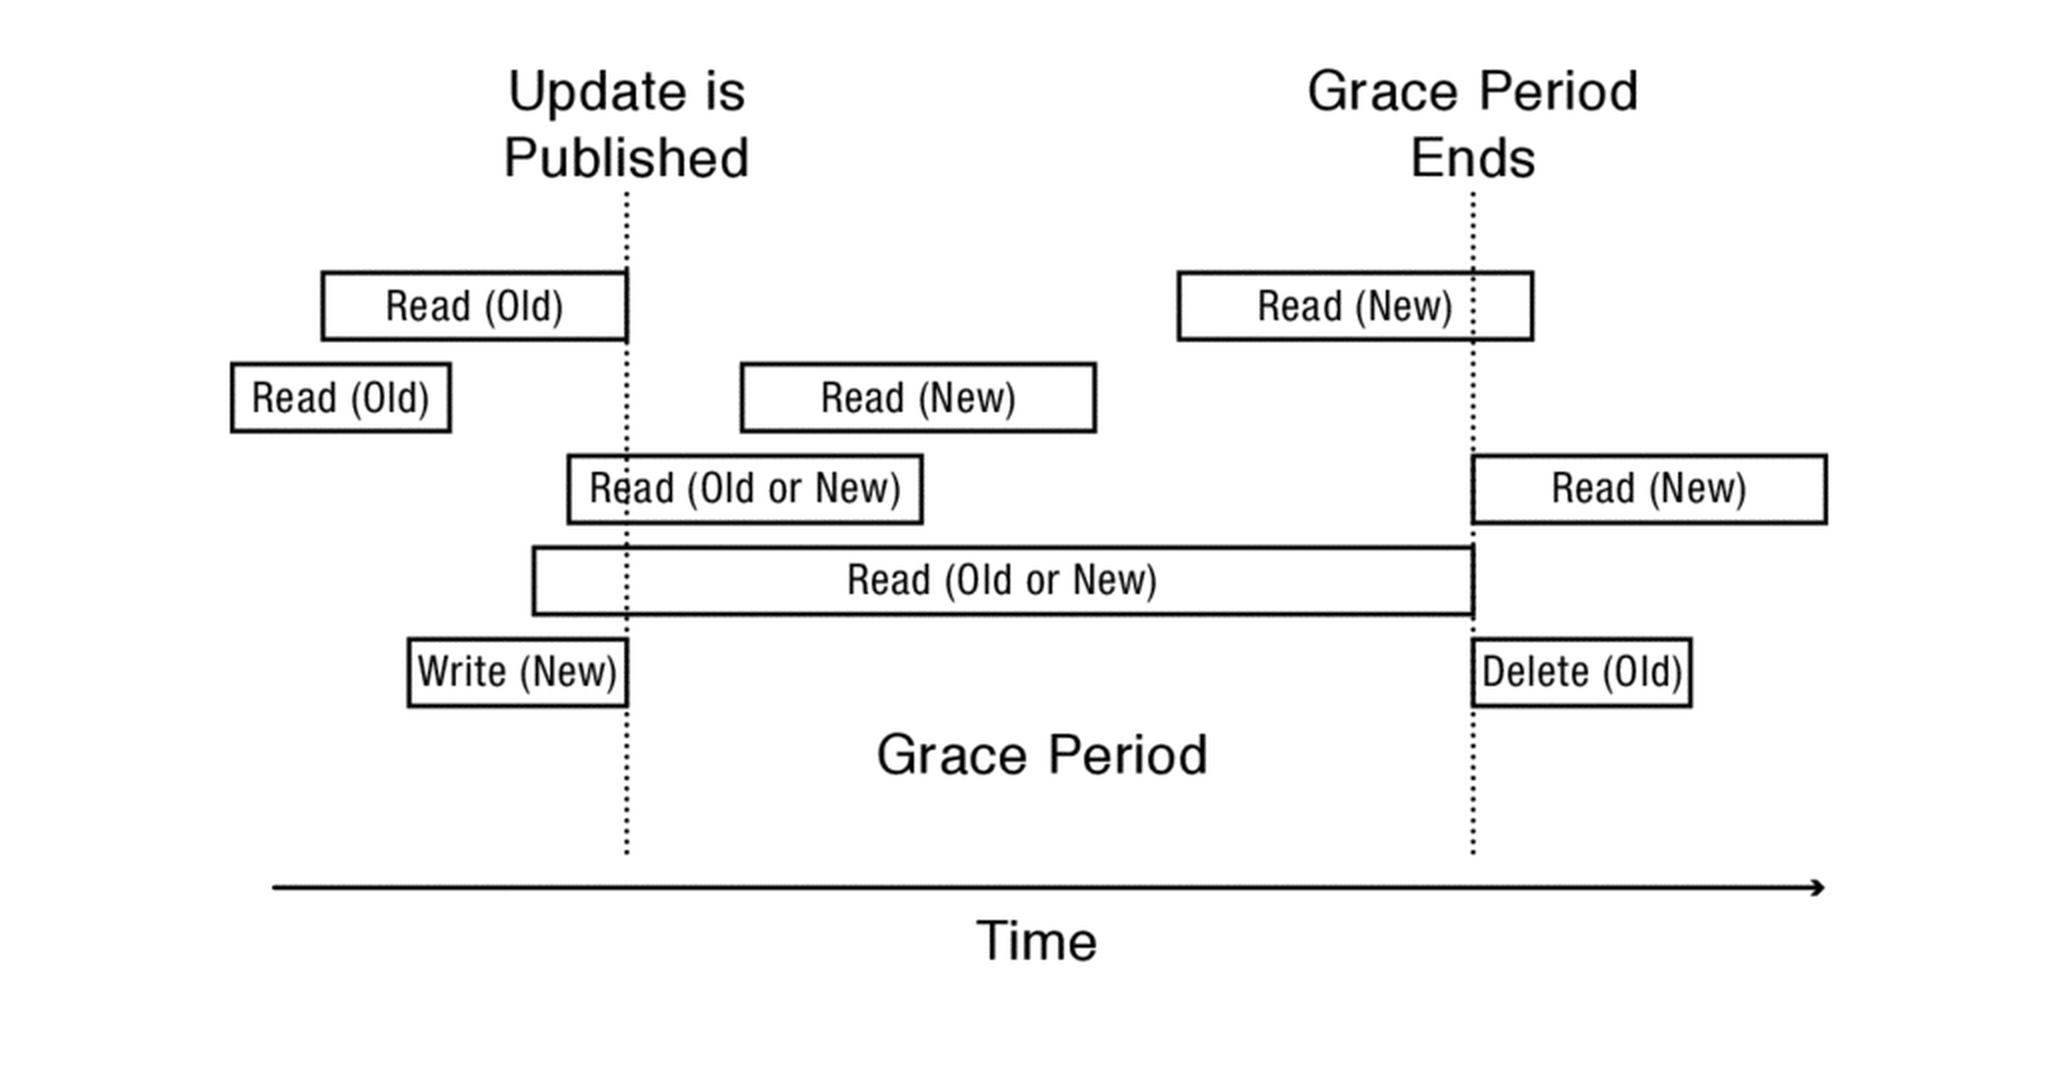 Update is
Published
Grace Period
Ends
Read (Old)
Read (New)
Read (Old)
Read (New)
Read (Old or New)
Read (New)
Read (Old or New)
Write (New)
Delete (Old)
Grace Period
Time